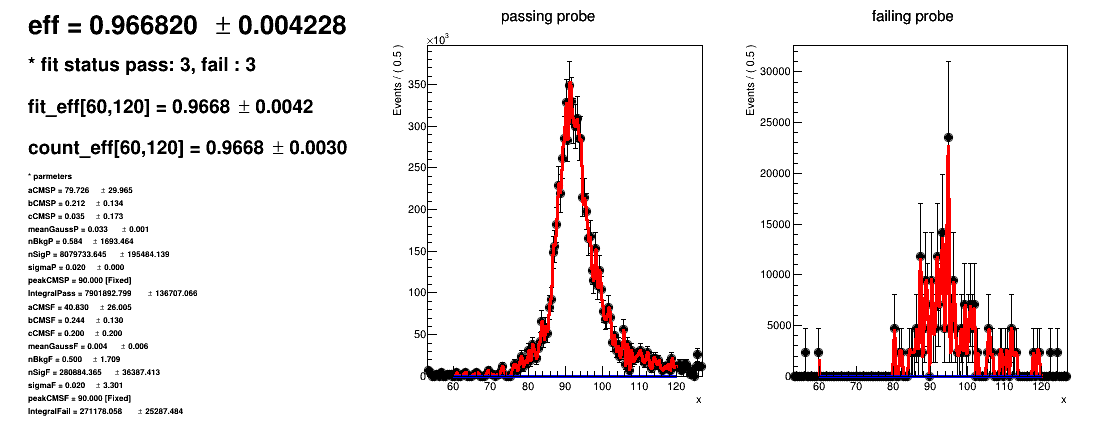 eff = 0.966820 ± 0.004228
* fit status pass: 3, fail : 3
fit_eff[60,120] = 0.9668 ± 0.0042
count_eff[60,120] = 0.9668 ± 0.0030
* parmeters
aCMSP = 79.726 ± 29.965
bCMSP = 0.212 ± 0.134
cCMSP = 0.035 ± 0.173
meanGaussP = 0.033 ± 0.001
nBkgP = 0.584 ± 1693.464
nSigP = 8079733.645 ± 195484.139
sigmaP = 0.020 ± 0.000
peakCMSP = 90.000 [Fixed]
IntegralPass = 7901892.799 ± 136707.066
aCMSF = 40.830 ± 26.005
bCMSF = 0.244 ± 0.130
cCMSF = 0.200 ± 0.200
meanGaussF = 0.004 ± 0.006
nBkgF = 0.500 ± 1.709
nSigF = 280884.365 ± 36387.413
sigmaF = 0.020 ± 3.301
peakCMSF = 90.000 [Fixed]
IntegralFail = 271178.058 ± 25287.484
passing probe
×10³
Events / ( 0.5 )
350
300
250
200
150
100
50
0
60 70 80 90 100 110 120
x
failing probe
Events / ( 0.5 )
30000
25000
20000
15000
10000
5000
0
60 70 80 90 100 110 120
x